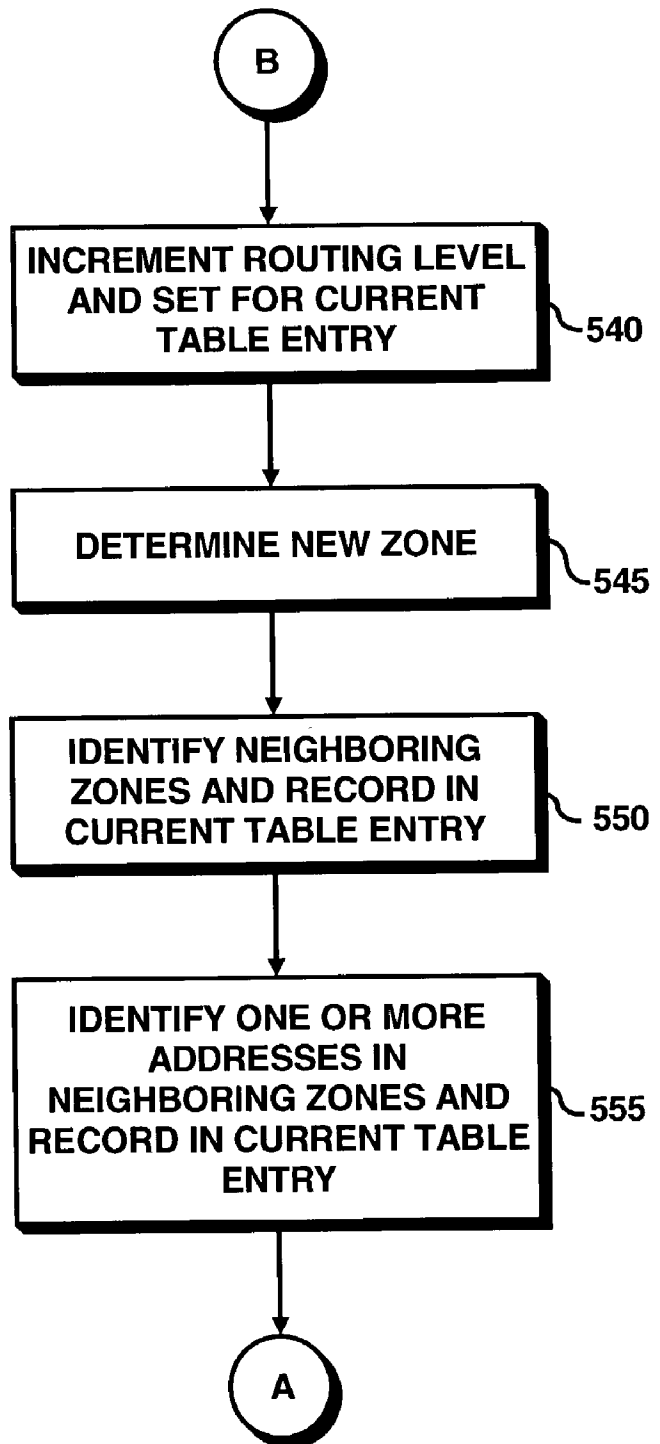 B
INCREMENT ROUTING LEVEL
AND SET FOR CURRENT
TABLE ENTRY
540
DETERMINE NEW ZONE
545
IDENTIFY NEIGHBORING
ZONES AND RECORD IN
CURRENT TABLE ENTRY
550
IDENTIFY ONE OR MORE
ADDRESSES IN
NEIGHBORING ZONES AND
RECORD IN CURRENT TABLE
ENTRY
555
A